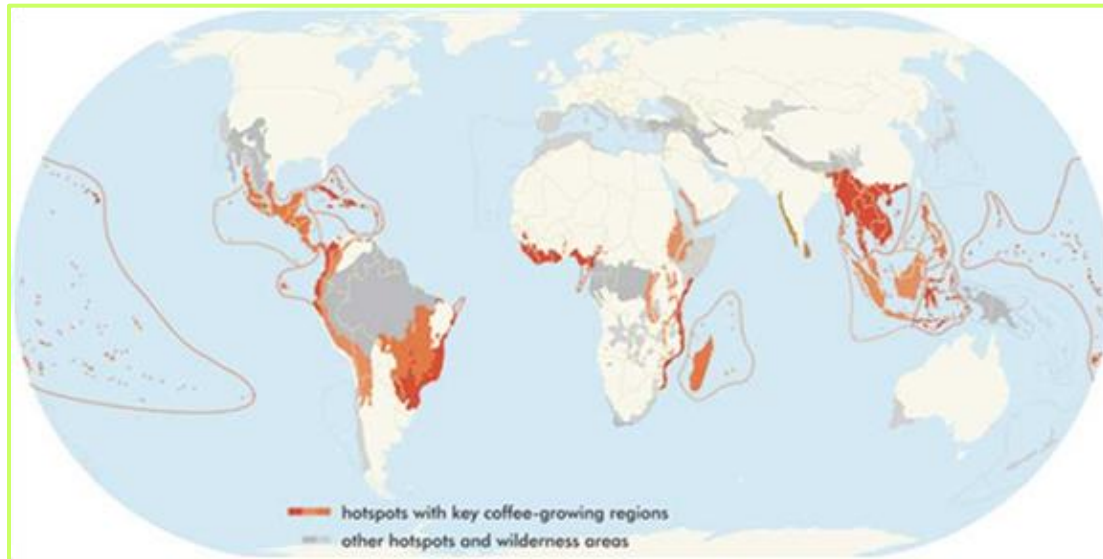 hotspots with key coffee-growing regions
other hotspots and wilderness areas